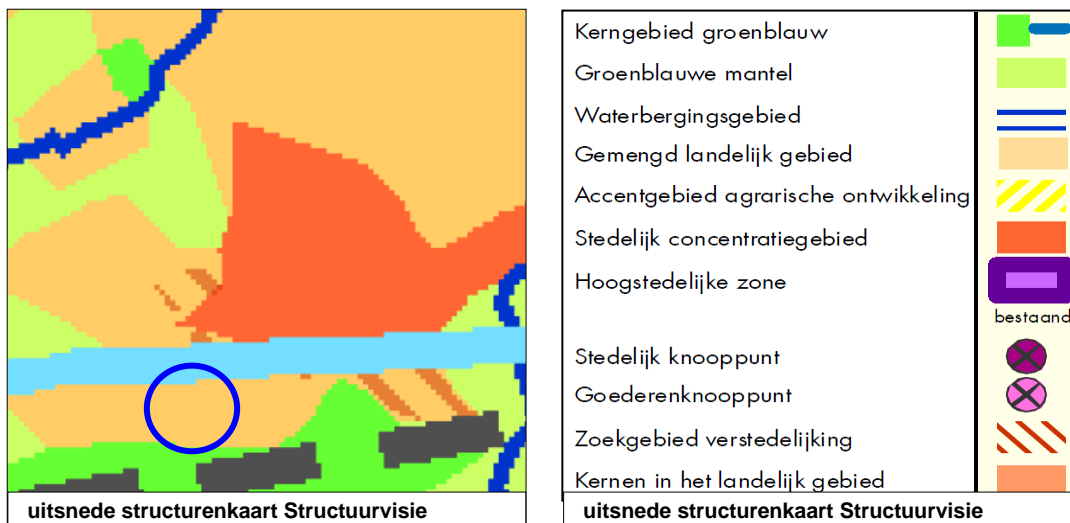 uitsnede structurenkaart Structuurvisie
Kerngebied groenblauw
Groenblauwe mantel
Waterbergingsgebied
Gemengd landelijk gebied
Accentgebied agrarische ontwikkeling
Stedelijk concentratiegebied
Hoogstedelijke zone
bestaand
Stedelijk knooppunt
Goederenknooppunt
Zoekgebied verstedelijking
Kernen in het landelijk gebied
uitsnede structurenkaart Structuurvisie